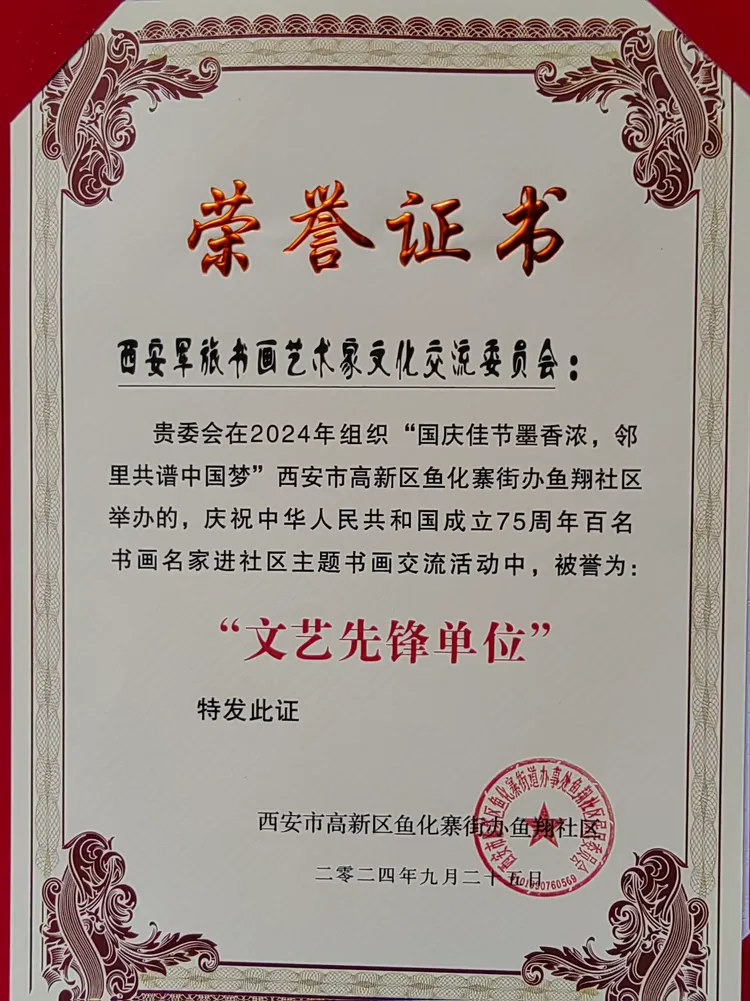 荣誉证书
西安军旅书画艺术家文化交流委员会：
贵委会在2024年组织“国庆佳节墨香浓，邻
里共谱中国梦”西安市高新区鱼化寨街办鱼翔社区
举办的，庆祝中华人民共和国成立75周年百名
书画名家进社区主题书画交流活动中，被誉为：
“文艺先锋单位”
特发此证
西安市高新区鱼化寨街办鱼翔社区
二零二四年九月二十五日